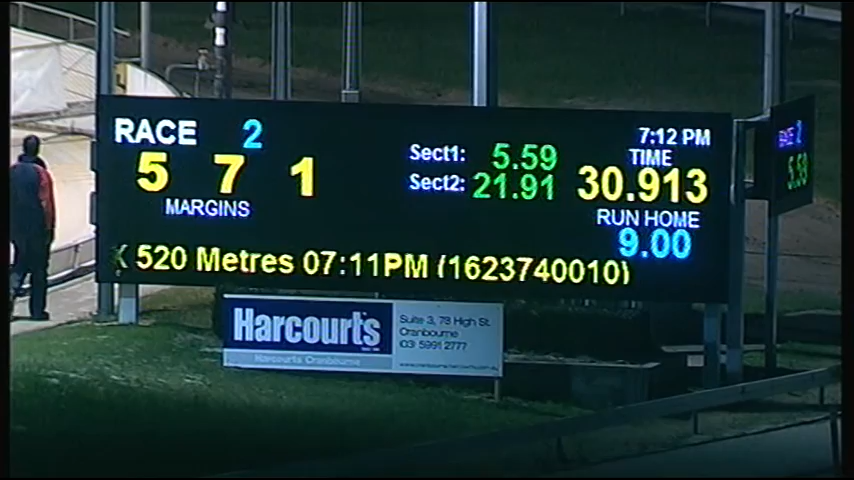 RACE 2
7:12 PM
5 7 1
MARGINS
Sect1: 5.59
Sect2: 21.91
TIME
30.913
RUN HOME
9.00
520 Metres 07:11PM (1623740010)
RACE 2
5.59
Harcourts
Harcourts Cranbourne
Suite 3, 78 High St.
Cranbourne
(03) 5991 2777
4